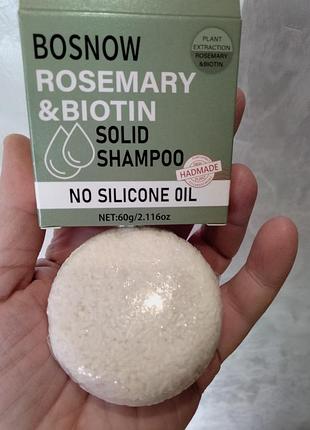 BOSNOW
ROSEMARY
&BIOTIN
SOLID
SHAMPOO
NO SILICONE OIL
NET:60g/2.116oz
PLANT
EXTRACTION
ROSEMARY
&BIOTIN
HADMADE